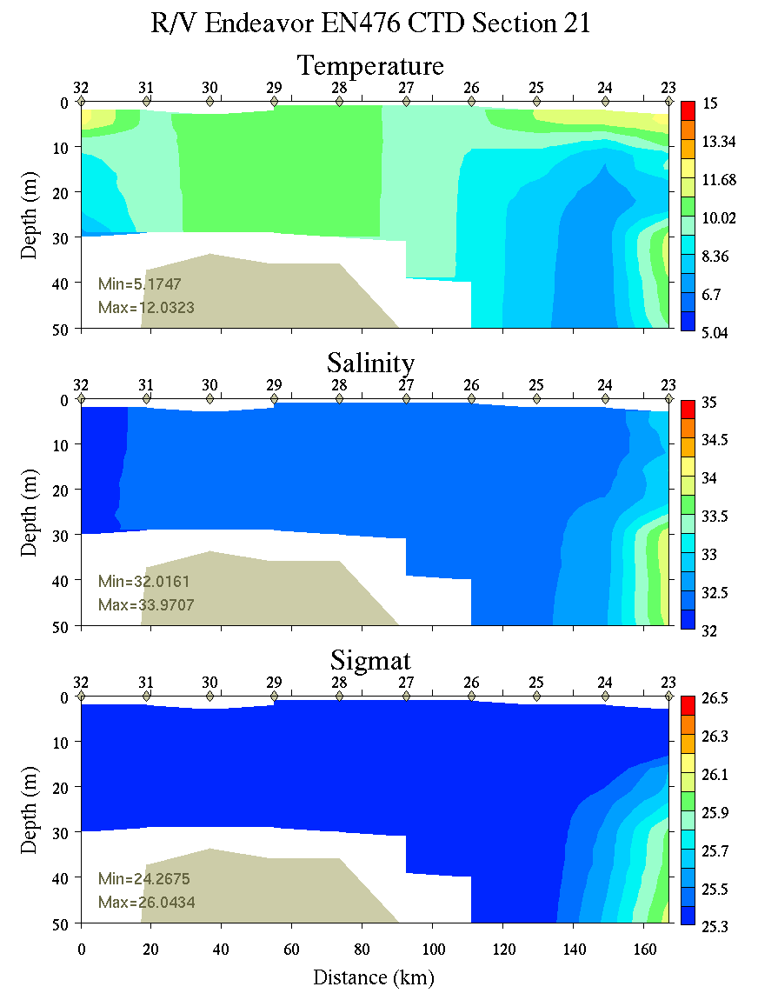 R/V Endeavor EN476 CTD Section 21
Temperature
32 31 30 29 28 27 26 25 24 23
0
10
20
30
40
50
Depth (m)
Min=5.1747
Max=12.0323
15
13.34
11.68
10.02
8.36
6.7
5.04
Salinity
32 31 30 29 28 27 26 25 24 23
0
10
20
30
40
50
Depth (m)
Min=32.0161
Max=33.9707
35
34.5
34
33.5
33
32.5
32
Sigmat
32 31 30 29 28 27 26 25 24 23
0
10
20
30
40
50
Depth (m)
Min=24.2675
Max=26.0434
26.5
26.3
26.1
25.9
25.7
25.5
25.3
0 20 40 60 80 100 120 140 160
Distance (km)